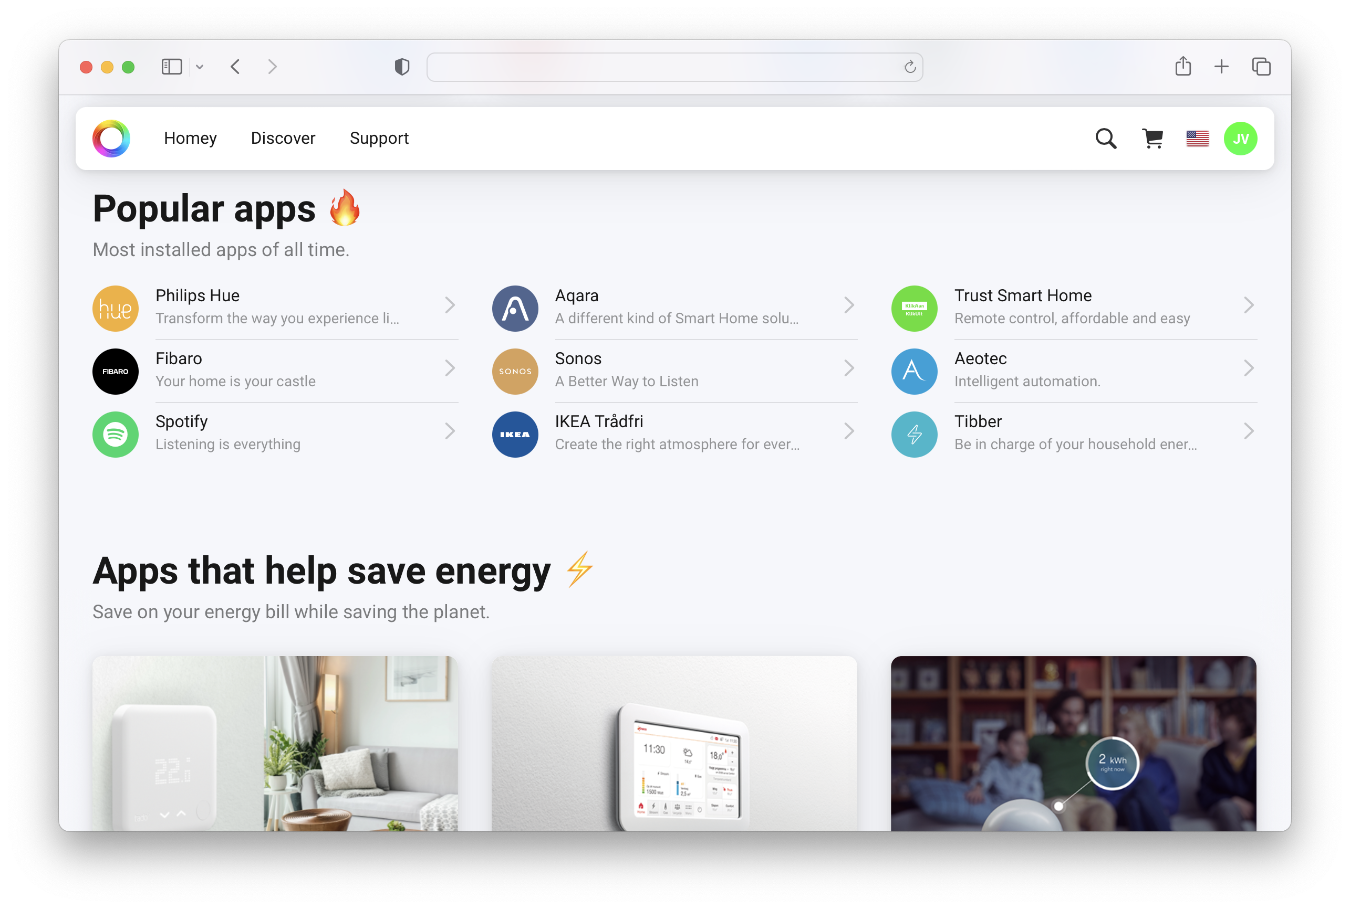 Homey
Discover
Support
JV
Popular apps 🔥
Most installed apps of all time.
hue
Philips Hue
Transform the way you experience li...
Aqara
A different kind of Smart Home solu...
Trust Smart Home
Remote control, affordable and easy
FIBARO
Fibaro
Your home is your castle
SONOS
Sonos
A Better Way to Listen
Aeotec
Intelligent automation.
Spotify
Listening is everything
IKEA
IKEA Trådfri
Create the right atmosphere for ever...
Tibber
Be in charge of your household ener...
Apps that help save energy ⚡
Save on your energy bill while saving the planet.
11:30
18,0°
2 kWh
right now